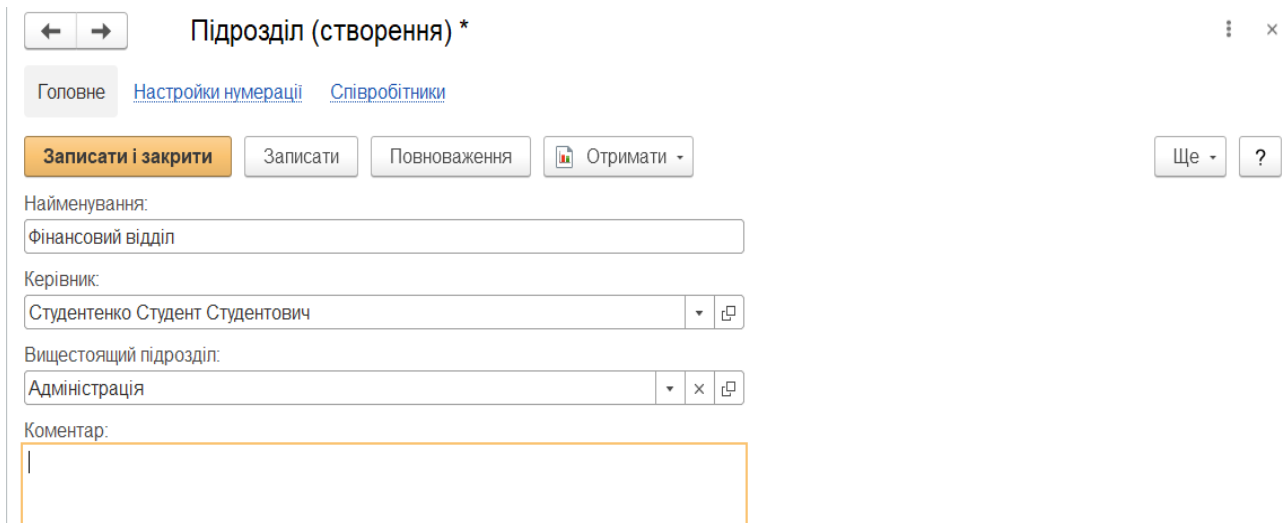 Підрозділ (створення) *
Головне Настройки нумерації Співробітники
Записати і закрити Записати Повноваження Отримати Ще ?
Найменування:
Фінансовий відділ
Керівник:
Студентенко Студент Студентович
Вищестоящий підрозділ:
Адміністрація
Коментар: